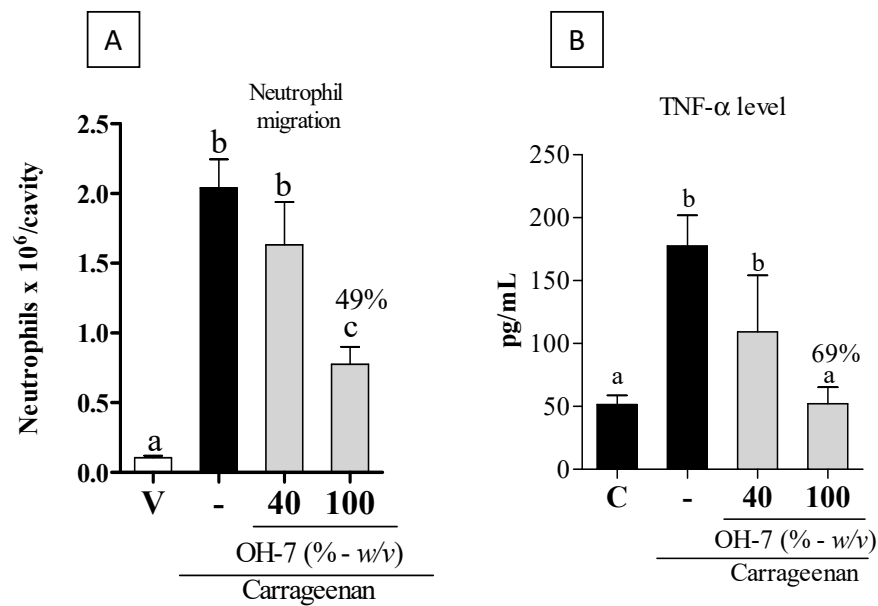 A
Neutrophil
migration
Neutrophils x 10⁶/cavity
2.5
2.0
1.5
1.0
0.5
0.0
a
b
b
49%
c
V
-
40
100
OH-7 (% - w/v)
Carrageenan
B
TNF-α level
pg/mL
250
200
150
100
50
0
a
b
b
69%
a
C
-
40
100
OH-7 (% - w/v)
Carrageenan